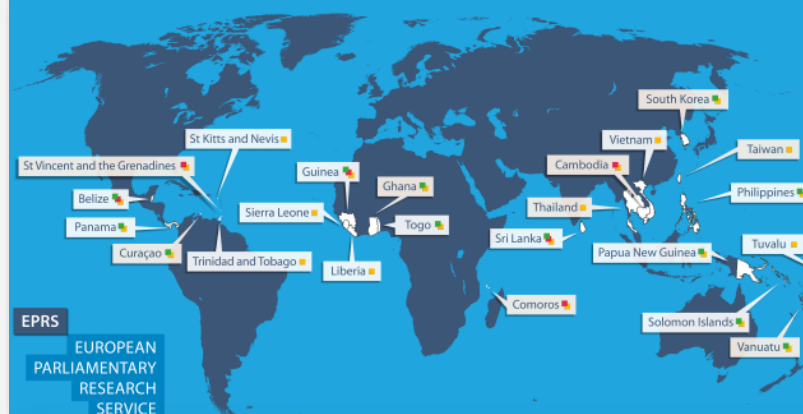 South Korea
St Kitts and Nevis
Vietnam
Taiwan
St Vincent and the Grenadines
Guinea
Cambodia
Ghana
Philippines
Belize
Sierra Leone
Thailand
Panama
Togo
Sri Lanka
Tuvalu
Curaçao
Trinidad and Tobago
Papua New Guinea
Liberia
Comoros
EPRS
Solomon Islands
Vanuatu
EUROPEAN
PARLIAMENTARY
RESEARCH
SERVICE